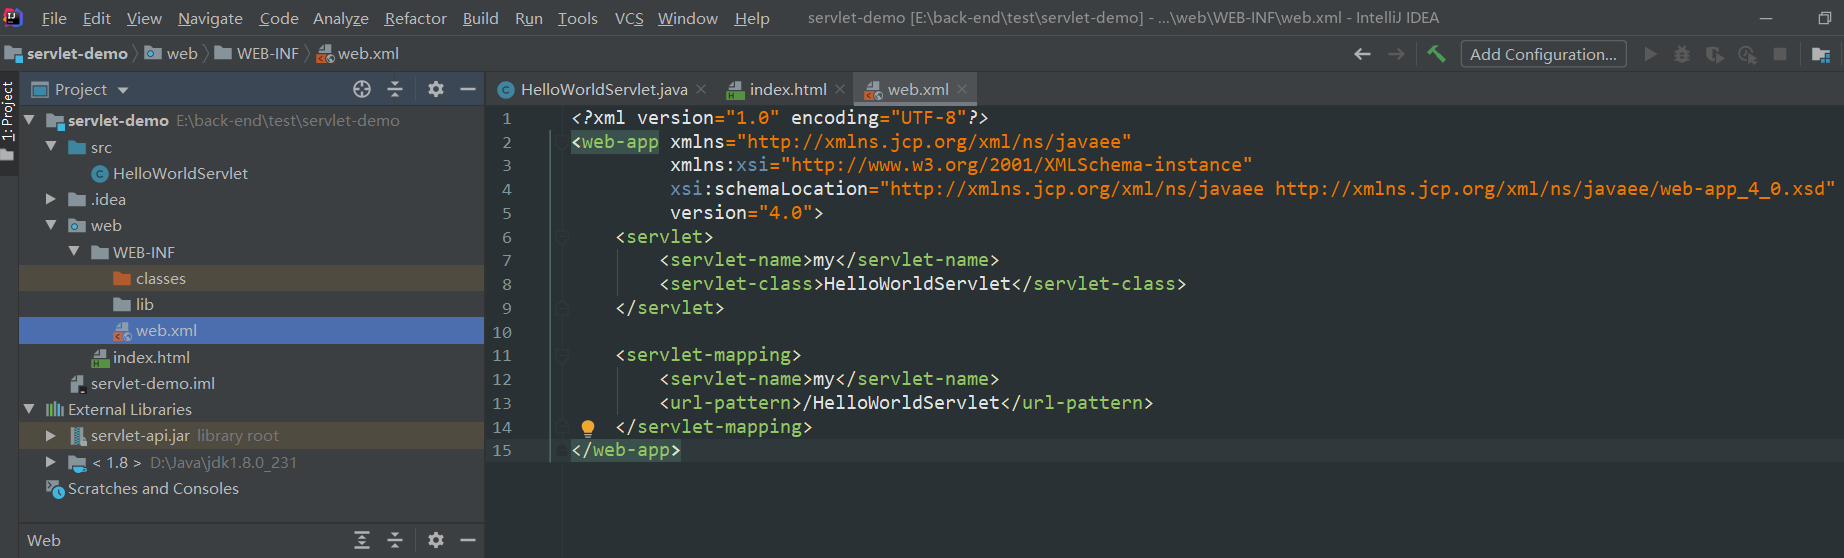 File Edit View Navigate Code Analyze Refactor Build Run Tools VCS Window Help servlet-demo [E:\back-end\test\servlet-demo] - ...\web\WEB-INF\web.xml - IntelliJ IDEA
servlet-demo web WEB-INF web.xml Add Configuration...
1: Project
Project
servlet-demo E:\back-end\test\servlet-demo
src
HelloWorldServlet
.idea
web
WEB-INF
classes
lib
web.xml
index.html
servlet-demo.iml
External Libraries
servlet-api.jar library root
< 1.8 > D:\Java\jdk1.8.0_231
Scratches and Consoles
Web
HelloWorldServlet.java index.html web.xml
1 <?xml version="1.0" encoding="UTF-8"?>
2 <web-app xmlns="http://xmlns.jcp.org/xml/ns/javaee"
3 xmlns:xsi="http://www.w3.org/2001/XMLSchema-instance"
4 xsi:schemaLocation="http://xmlns.jcp.org/xml/ns/javaee http://xmlns.jcp.org/xml/ns/javaee/web-app_4_0.xsd"
5 version="4.0">
6 <servlet>
7 <servlet-name>my</servlet-name>
8 <servlet-class>HelloWorldServlet</servlet-class>
9 </servlet>
10
11 <servlet-mapping>
12 <servlet-name>my</servlet-name>
13 <url-pattern>/HelloWorldServlet</url-pattern>
14 </servlet-mapping>
15 </web-app>